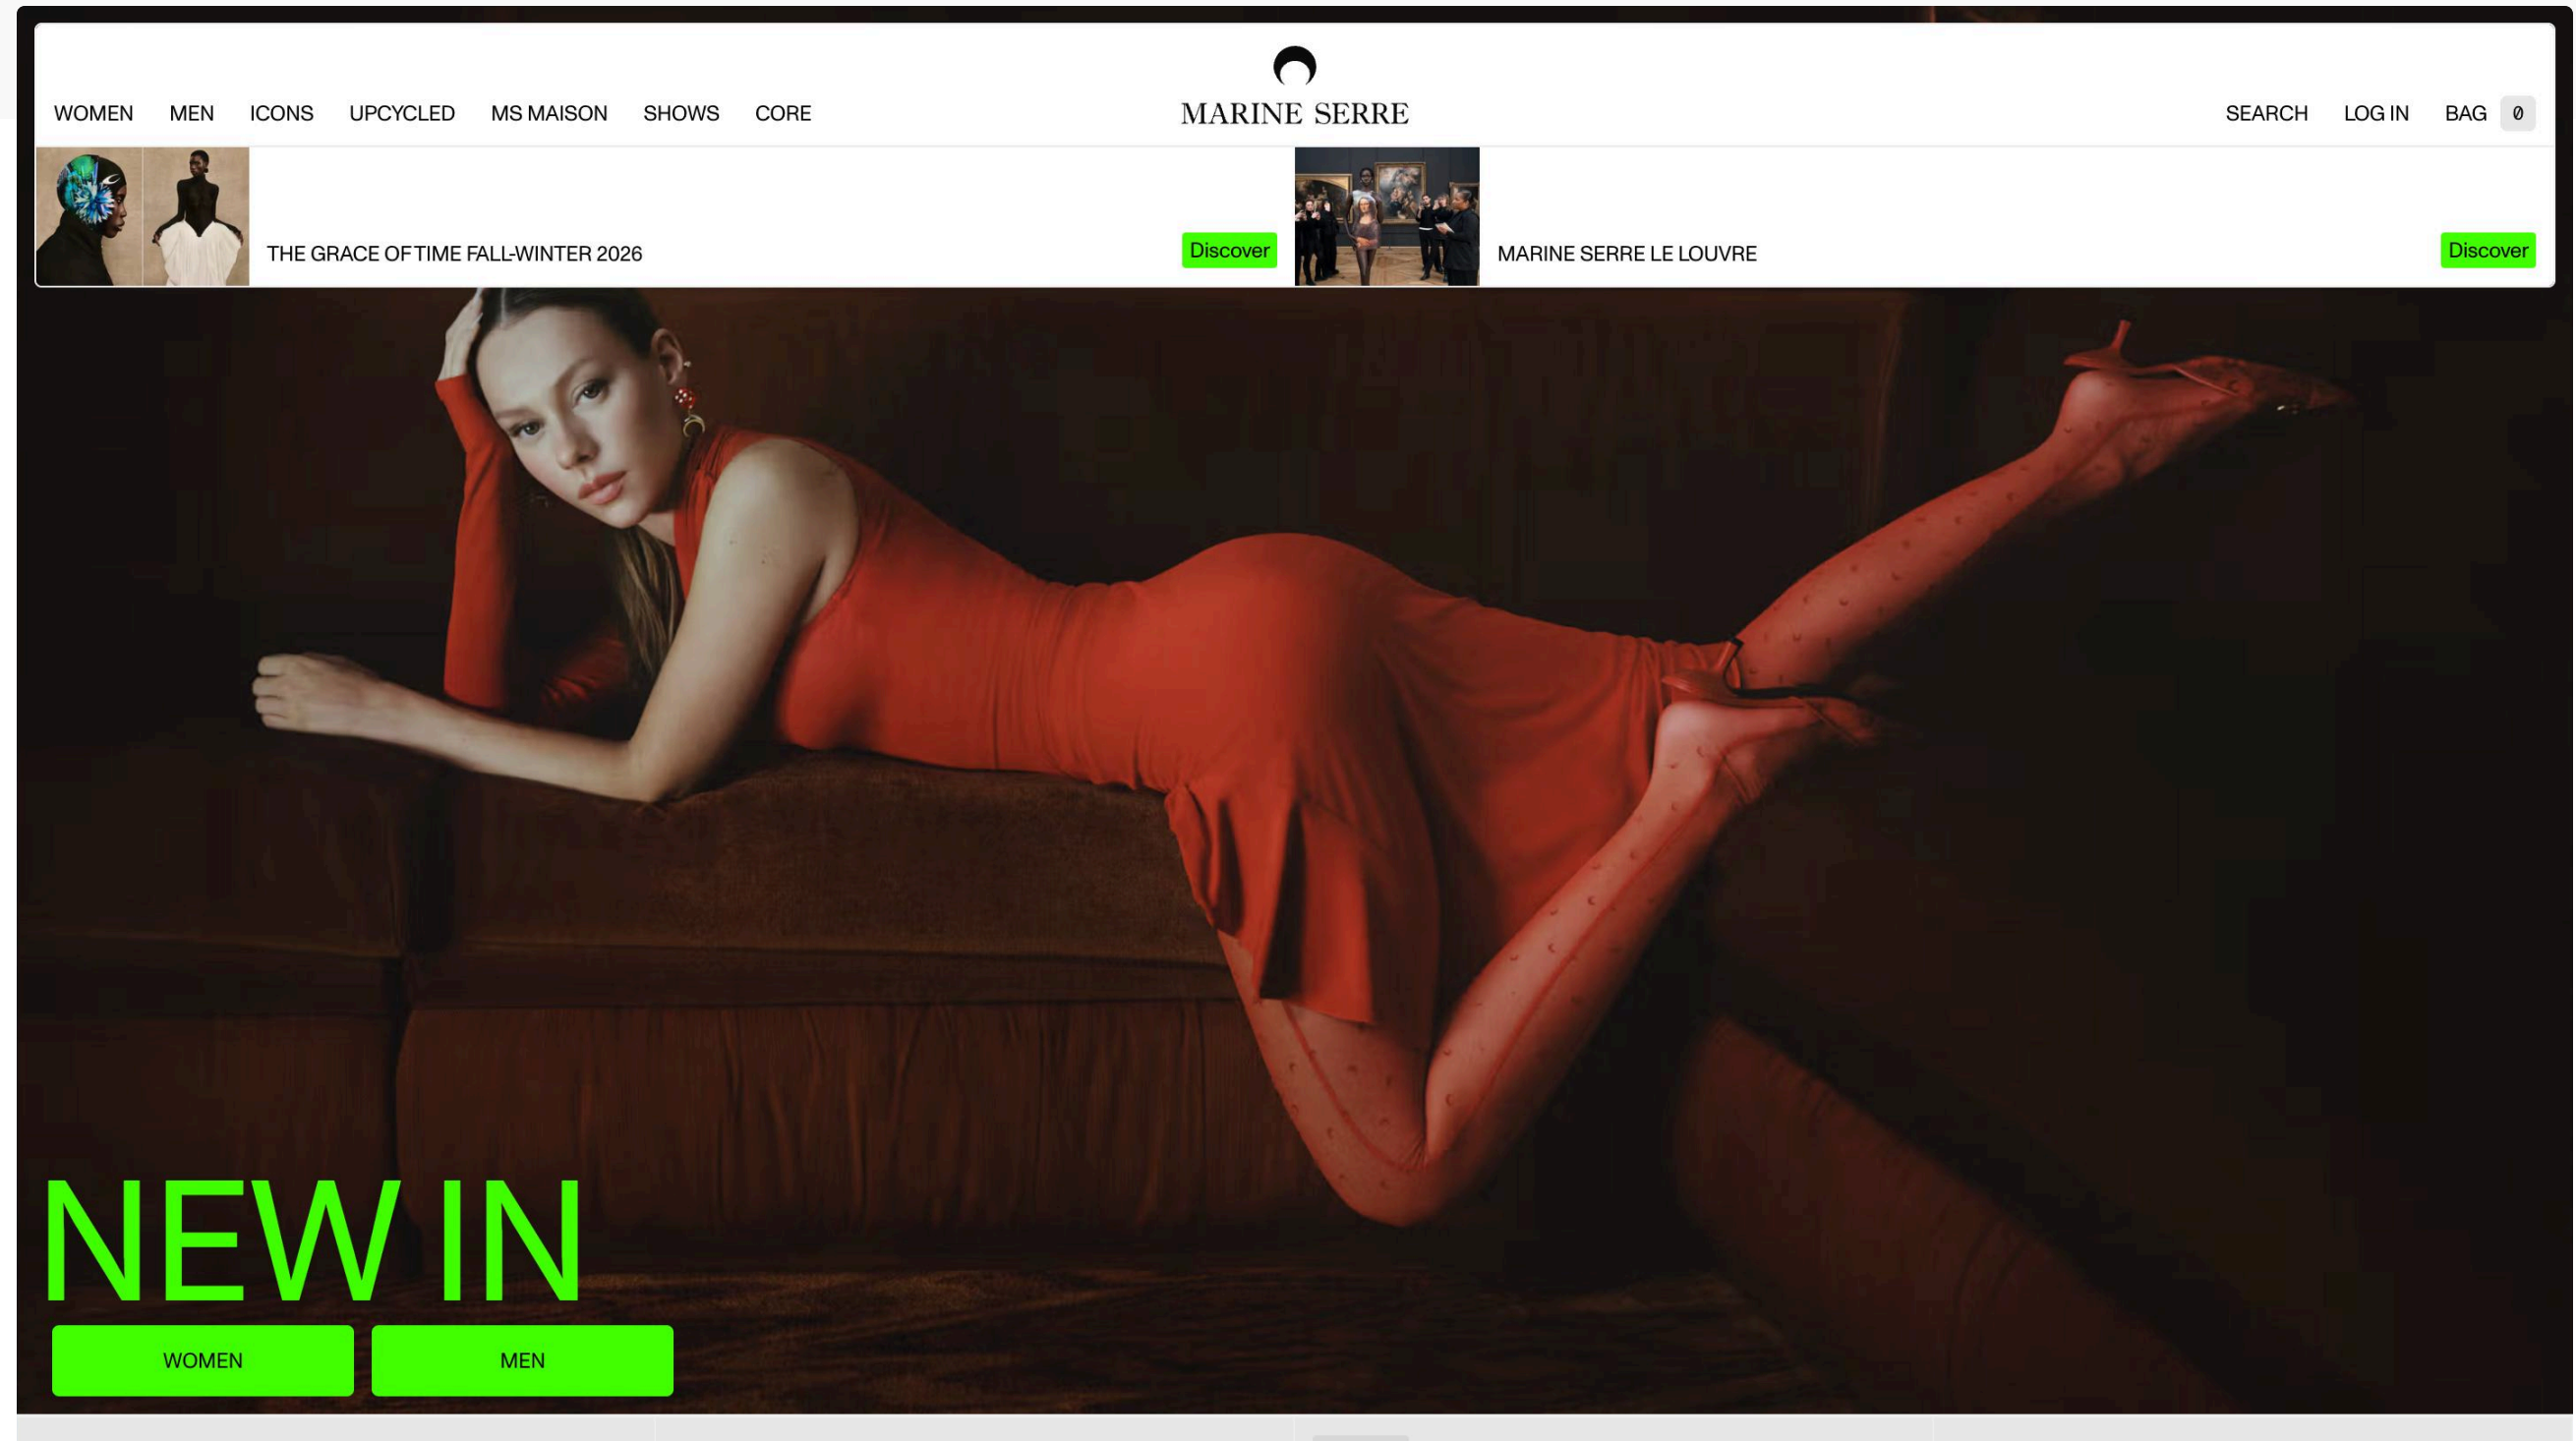 MARINE SERRE
WOMEN MEN ICONS UPCYCLED MS MAISON SHOWS CORE
SEARCH LOG IN BAG 0
THE GRACE OF TIME FALL-WINTER 2026 Discover
MARINE SERRE LE LOUVRE Discover
NEW IN
WOMEN MEN